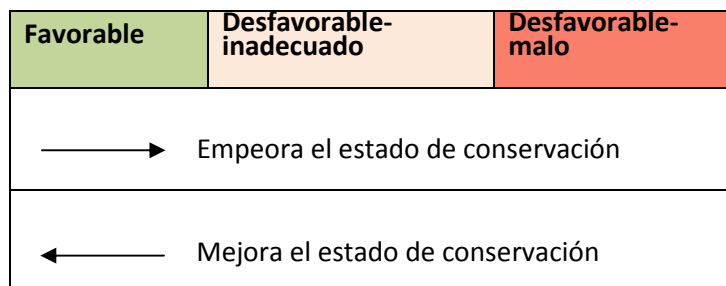 Favorable
Desfavorable-
inadecuado
Desfavorable-
malo
Empeora el estado de conservación
Mejora el estado de conservación